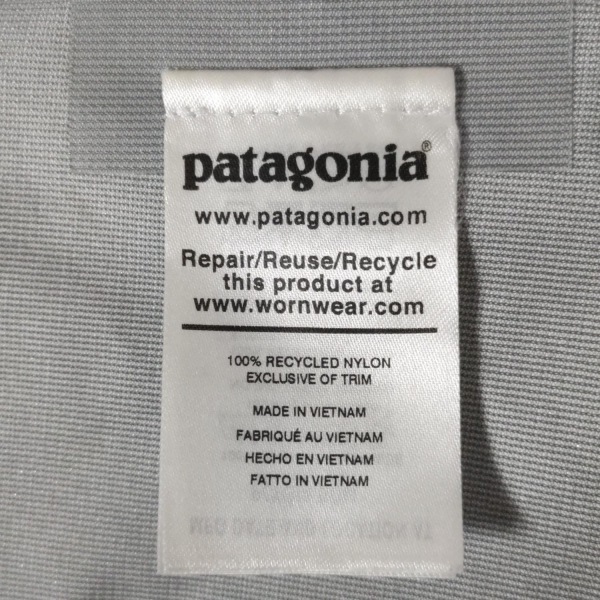 patagonia®
www.patagonia.com
Repair/Reuse/Recycle
this product at
www.wornwear.com
100% RECYCLED NYLON
EXCLUSIVE OF TRIM
MADE IN VIETNAM
FABRIQUÉ AU VIETNAM
HECHO EN VIETNAM
FATTO IN VIETNAM